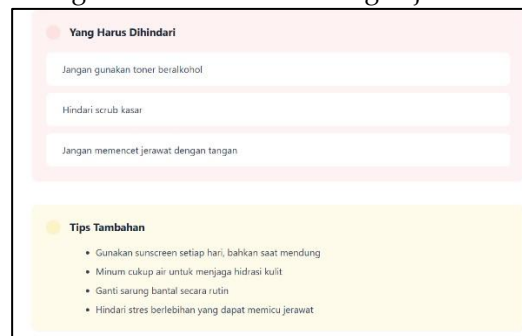 Yang Harus Dihindari
Jangan gunakan toner beralkohol
Hindari scrub kasar
Jangan memencet jerawat dengan tangan
Tips Tambahan
• Gunakan sunscreen setiap hari, bahkan saat mendung
• Minum cukup air untuk menjaga hidrasi kulit
• Ganti sarung bantal secara rutin
• Hindari stres berlebihan yang dapat memicu jerawat